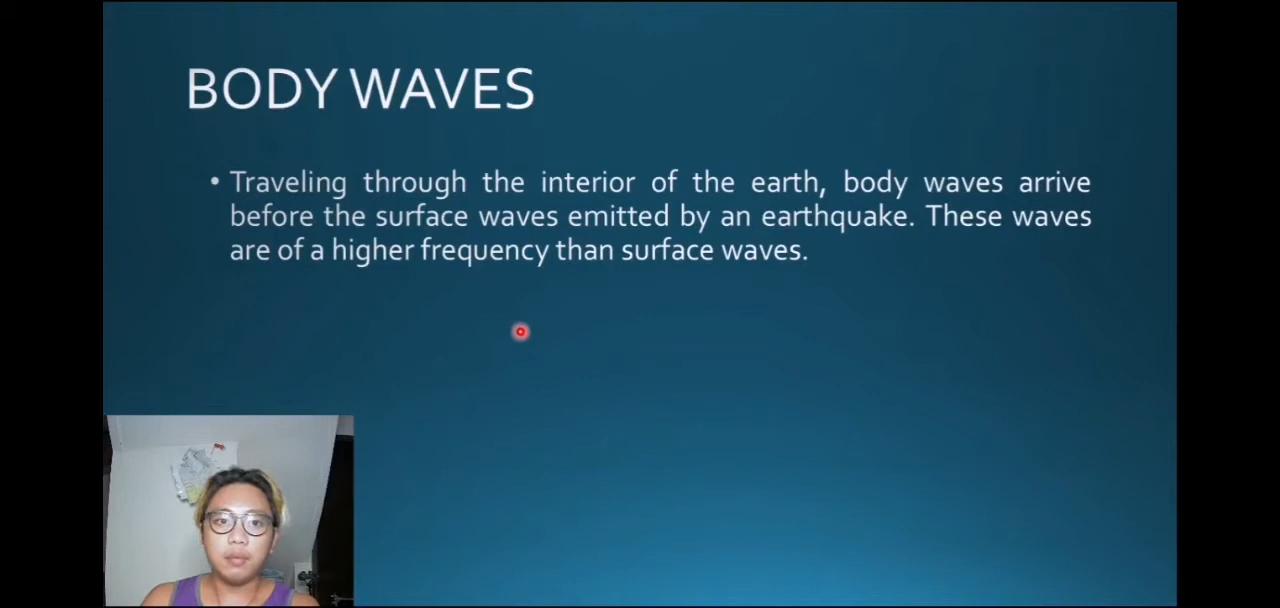 BODY WAVES
• Traveling through the interior of the earth, body waves arrive
before the surface waves emitted by an earthquake. These waves
are of a higher frequency than surface waves.